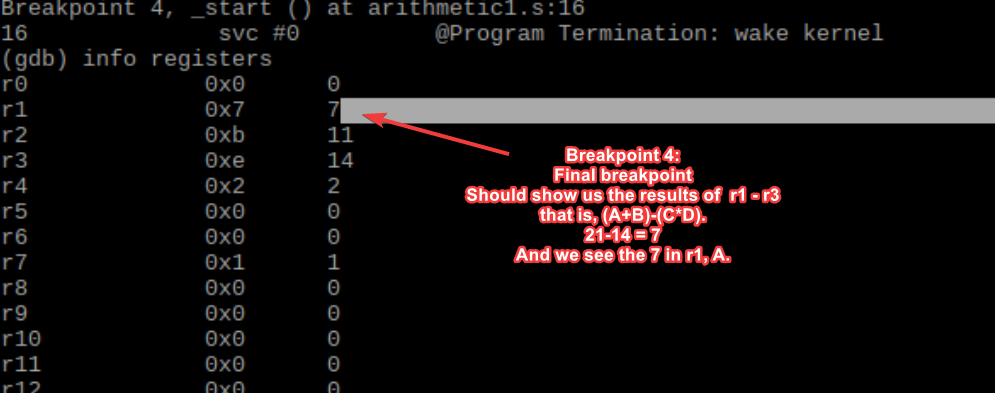 Breakpoint 4, _start () at arithmetic1.s:16
16 svc #0 @Program Termination: wake kernel
(gdb) info registers
r0 0x0 0
r1 0x7 7
r2 0xb 11
r3 0xe 14
r4 0x2 2
r5 0x0 0
r6 0x0 0
r7 0x1 1
r8 0x0 0
r9 0x0 0
r10 0x0 0
r11 0x0 0
r12 0x0 0
Breakpoint 4:
Final breakpoint
Should show us the results of r1 - r3
that is, (A+B)-(C*D).
21-14 = 7
And we see the 7 in r1, A.